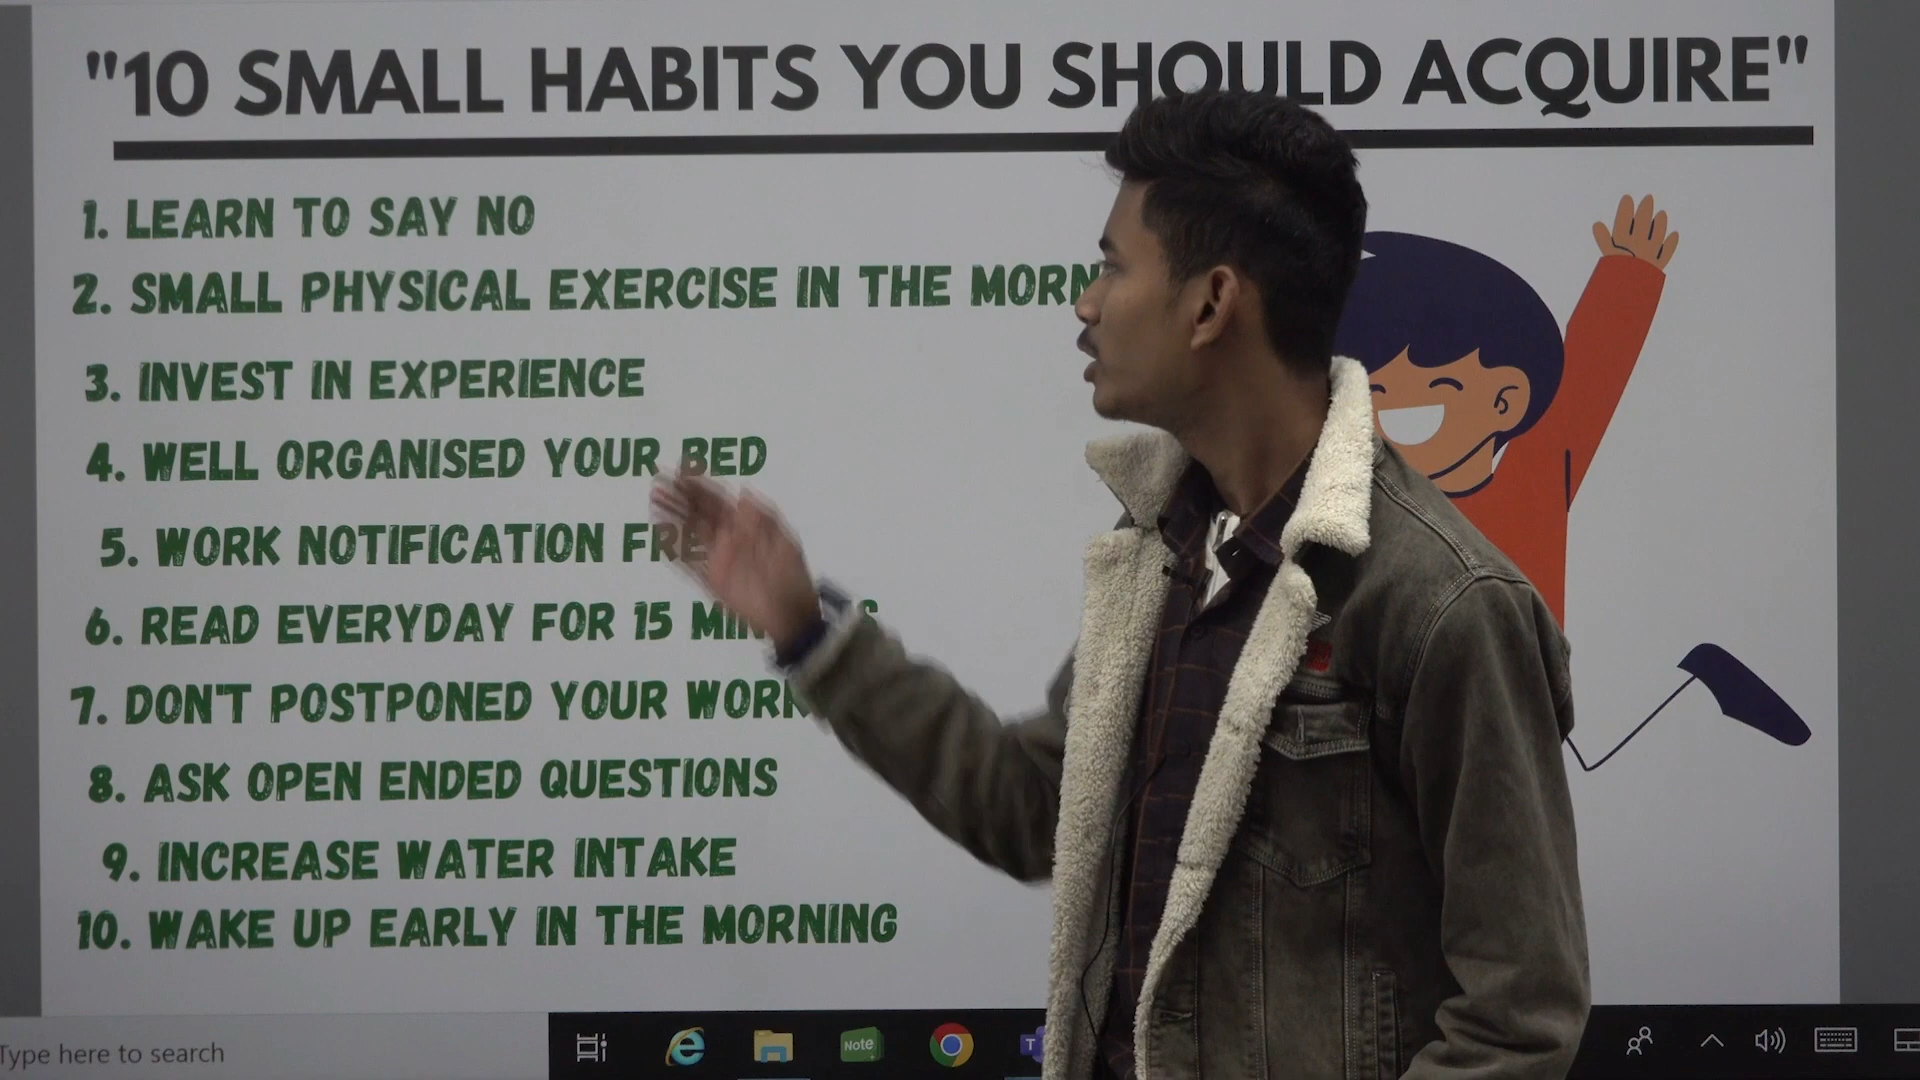 "10 SMALL HABITS YOU SHOULD ACQUIRE"
1. LEARN TO SAY NO
2. SMALL PHYSICAL EXERCISE IN THE MORN
3. INVEST IN EXPERIENCE
4. WELL ORGANISED YOUR BED
5. WORK NOTIFICATION FRE
6. READ EVERYDAY FOR 15
7. DON'T POSTPONED YOUR WORK
8. ASK OPEN ENDED QUESTIONS
9. INCREASE WATER INTAKE
10. WAKE UP EARLY IN THE MORNING
Type here to search
Note
T